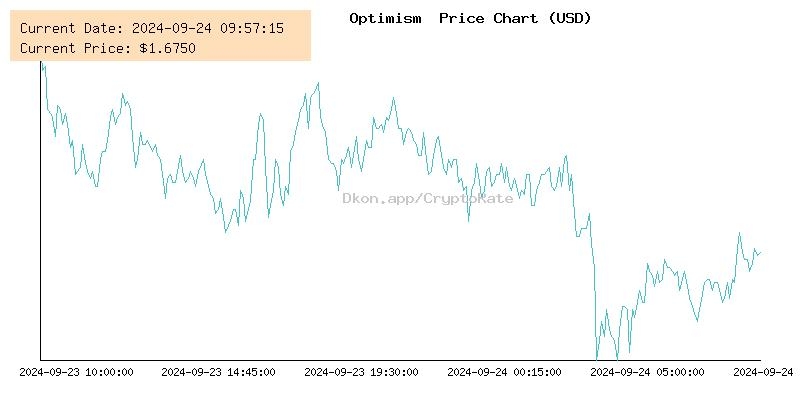 Optimism Price Chart (USD)
Current Date: 2024-09-24 09:57:15
Current Price: $1.6750
Dkon.app/CryptoRate
2024-09-23 10:00:00 2024-09-23 14:45:00 2024-09-23 19:30:00 2024-09-24 00:15:00 2024-09-24 05:00:00 2024-09-24